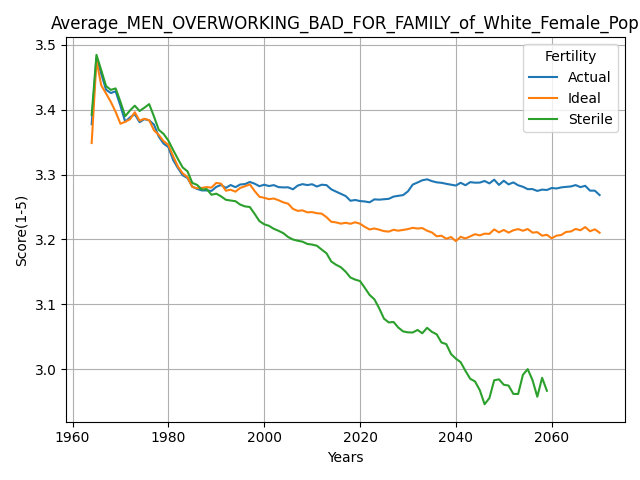 Average_MEN_OVERWORKING_BAD_FOR_FAMILY_of_White_Female_Pop
3.5
3.4
3.3
3.2
3.1
3.0
Score(1-5)
Fertility
Actual
Ideal
Sterile
1960 1980 2000 2020 2040 2060
Years